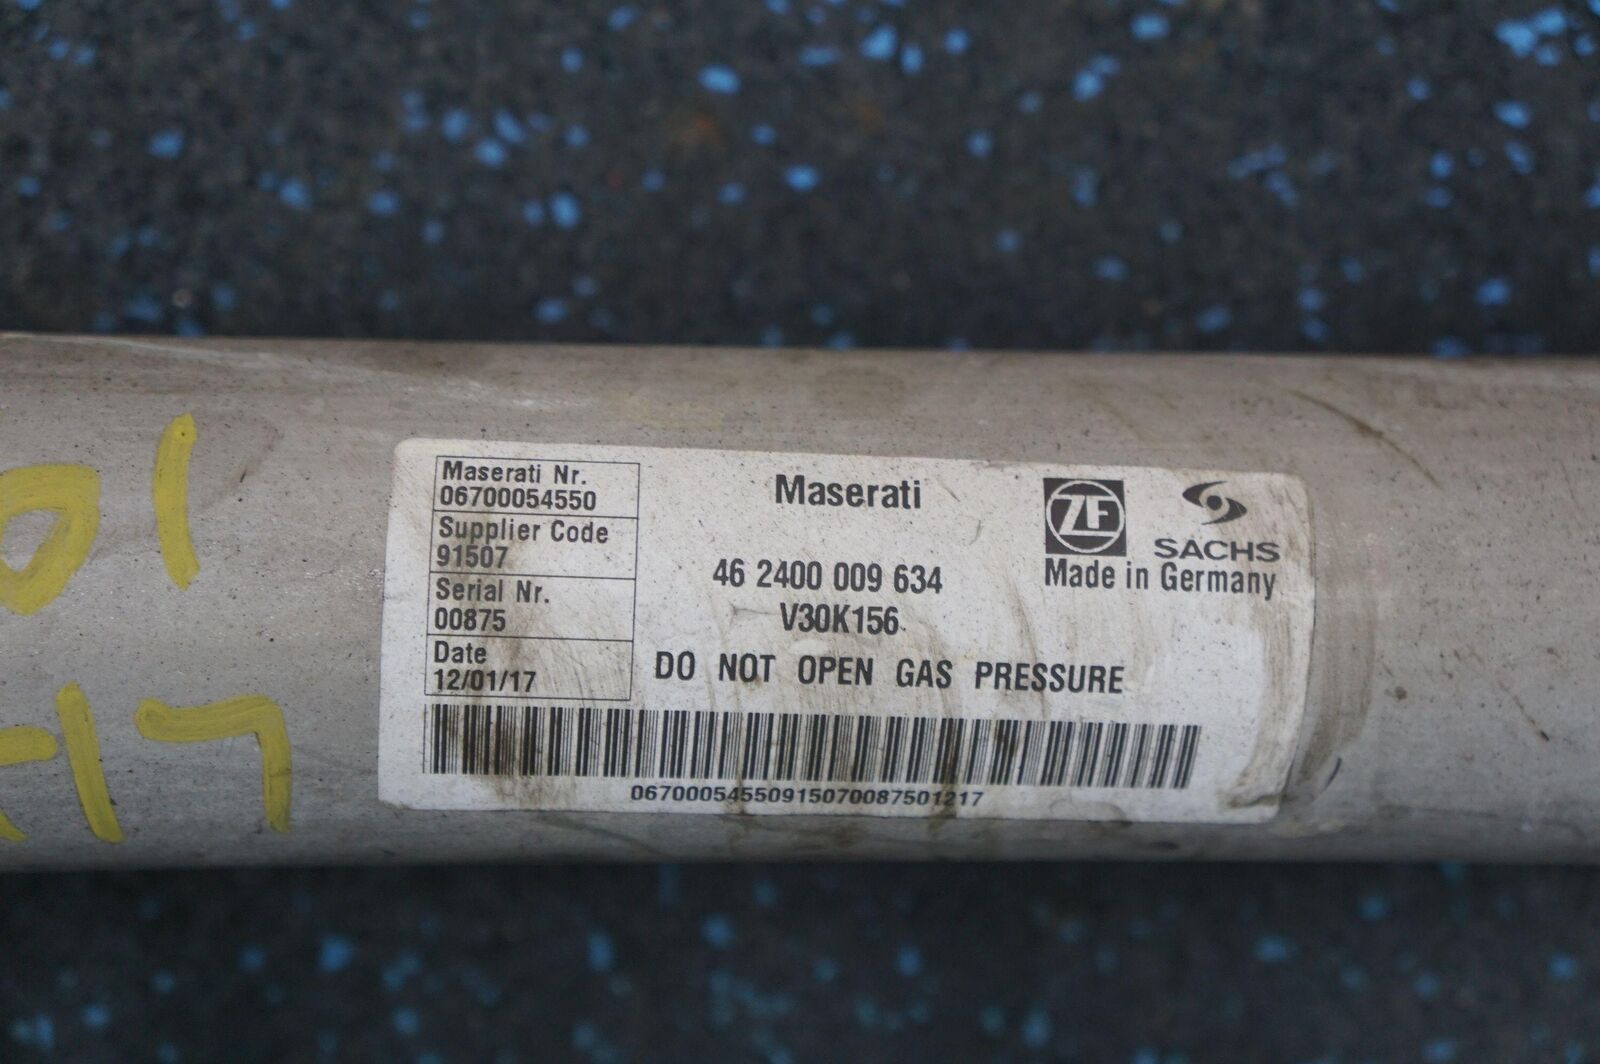 Maserati Nr.
06700054550
Supplier Code
91507
Serial Nr.
00875
Date
12/01/17
Maserati
46 2400 009 634
V30K156
DO NOT OPEN GAS PRESSURE
ZF
SACHS
Made in Germany
06700054550915070087501217